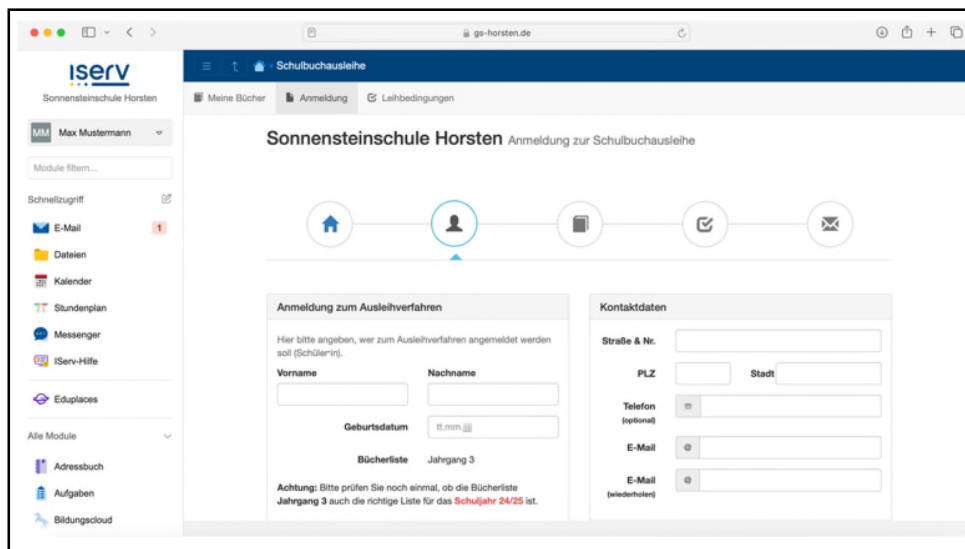 gs-horsten.de
IServ
Sonnensteinschule Horsten
MM Max Mustermann
Module filtern...
Schnellzugriff
E-Mail 1
Dateien
Kalender
Stundenplan
Messenger
IServ-Hilfe
Eduplaces
Alle Module
Adressbuch
Aufgaben
Bildungscloud
Schulbuchausleihe
Meine Bücher Anmeldung Leihbedingungen
Sonnensteinschule Horsten Anmeldung zur Schulbuchausleihe
Anmeldung zum Ausleihverfahren
Hier bitte angeben, wer zum Ausleihverfahren angemeldet werden
soll (Schüler*in).
Vorname Nachname
Geburtsdatum tt.mm.jjjj
Bücherliste Jahrgang 3
Achtung: Bitte prüfen Sie noch einmal, ob die Bücherliste
Jahrgang 3 auch die richtige Liste für das Schuljahr 24/25 ist.
Kontaktdaten
Straße & Nr.
PLZ Stadt
Telefon
(optional)
E-Mail @
E-Mail @
(wiederholen)